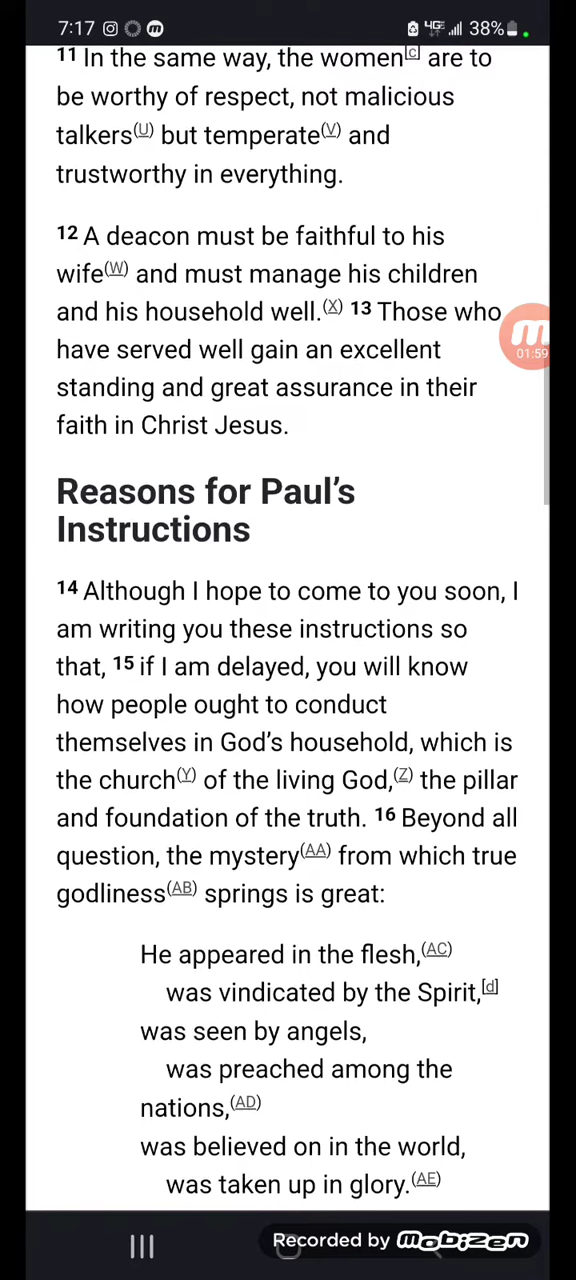 7:17 4GE 38%
11 In the same way, the women[c] are to
be worthy of respect, not malicious
talkers(U) but temperate(V) and
trustworthy in everything.
12 A deacon must be faithful to his
wife(W) and must manage his children
and his household well.(X) 13 Those who
have served well gain an excellent
standing and great assurance in their
faith in Christ Jesus.
m
01:59
Reasons for Paul’s
Instructions
14 Although I hope to come to you soon, I
am writing you these instructions so
that, 15 if I am delayed, you will know
how people ought to conduct
themselves in God’s household, which is
the church(Y) of the living God,(Z) the pillar
and foundation of the truth. 16 Beyond all
question, the mystery(AA) from which true
godliness(AB) springs is great:
He appeared in the flesh,(AC)
was vindicated by the Spirit,[d]
was seen by angels,
was preached among the
nations,(AD)
was believed on in the world,
was taken up in glory.(AE)
Recorded by mobizen